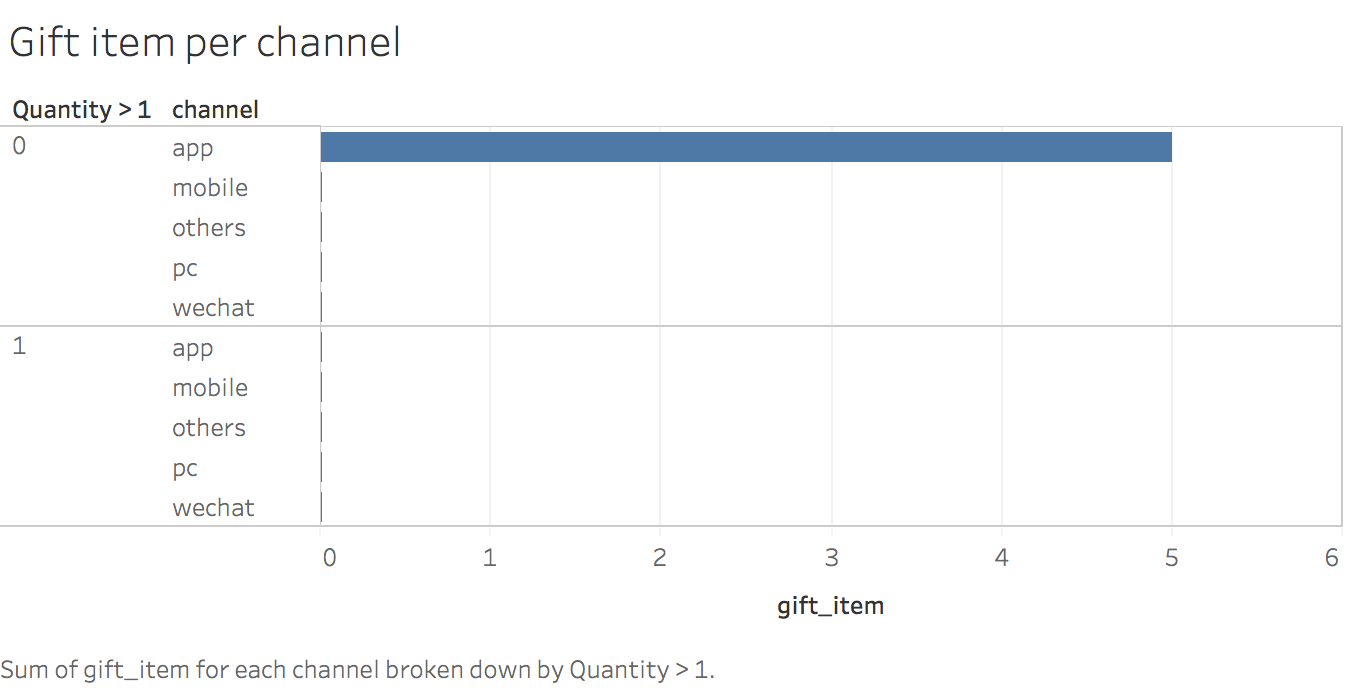 Gift item per channel
Quantity > 1 channel
0 app
mobile
others
pc
wechat
1 app
mobile
others
pc
wechat
0 1 2 3 4 5 6
gift_item
Sum of gift_item for each channel broken down by Quantity > 1.